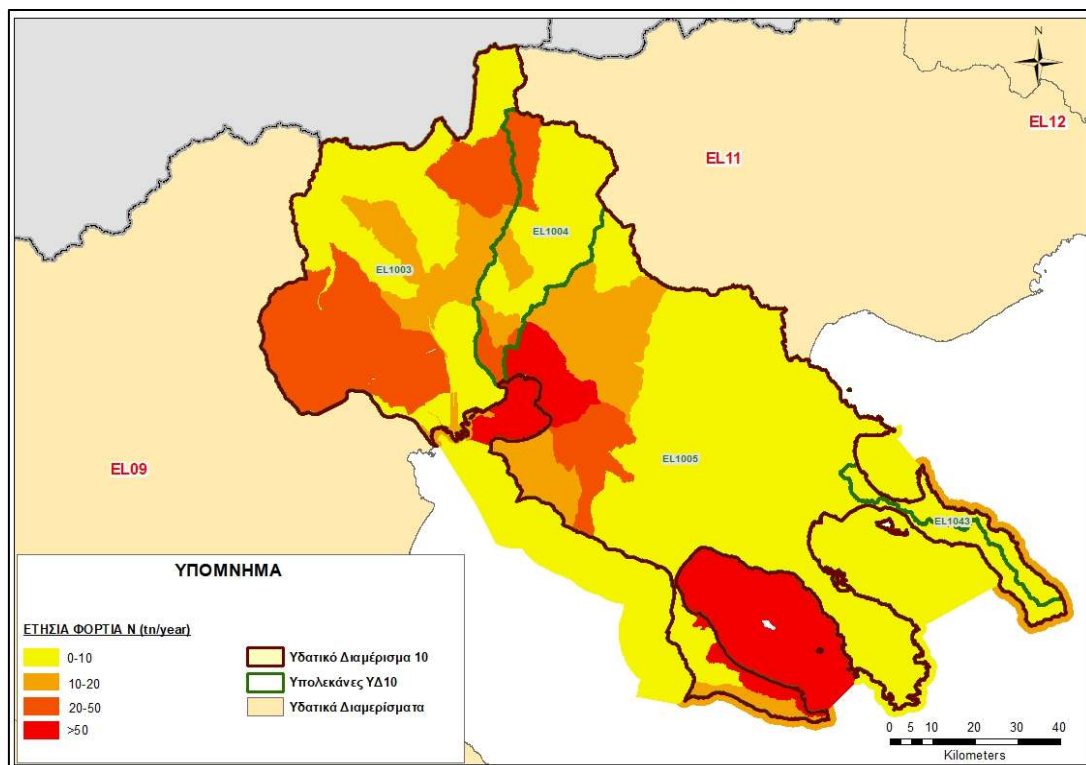 N
EL12
EL11
EL1004
EL1003
EL09
EL1005
EL1043
ΥΠΟΜΝΗΜΑ
ΕΤΗΣΙΑ ΦΟΡΤΙΑ N (tn/year)
0-10
10-20
20-50
>50
Υδατικό Διαμέρισμα 10
Υπολεκάνες ΥΔ10
Υδατικά Διαμερίσματα
0 5 10 20 30 40
Kilometers